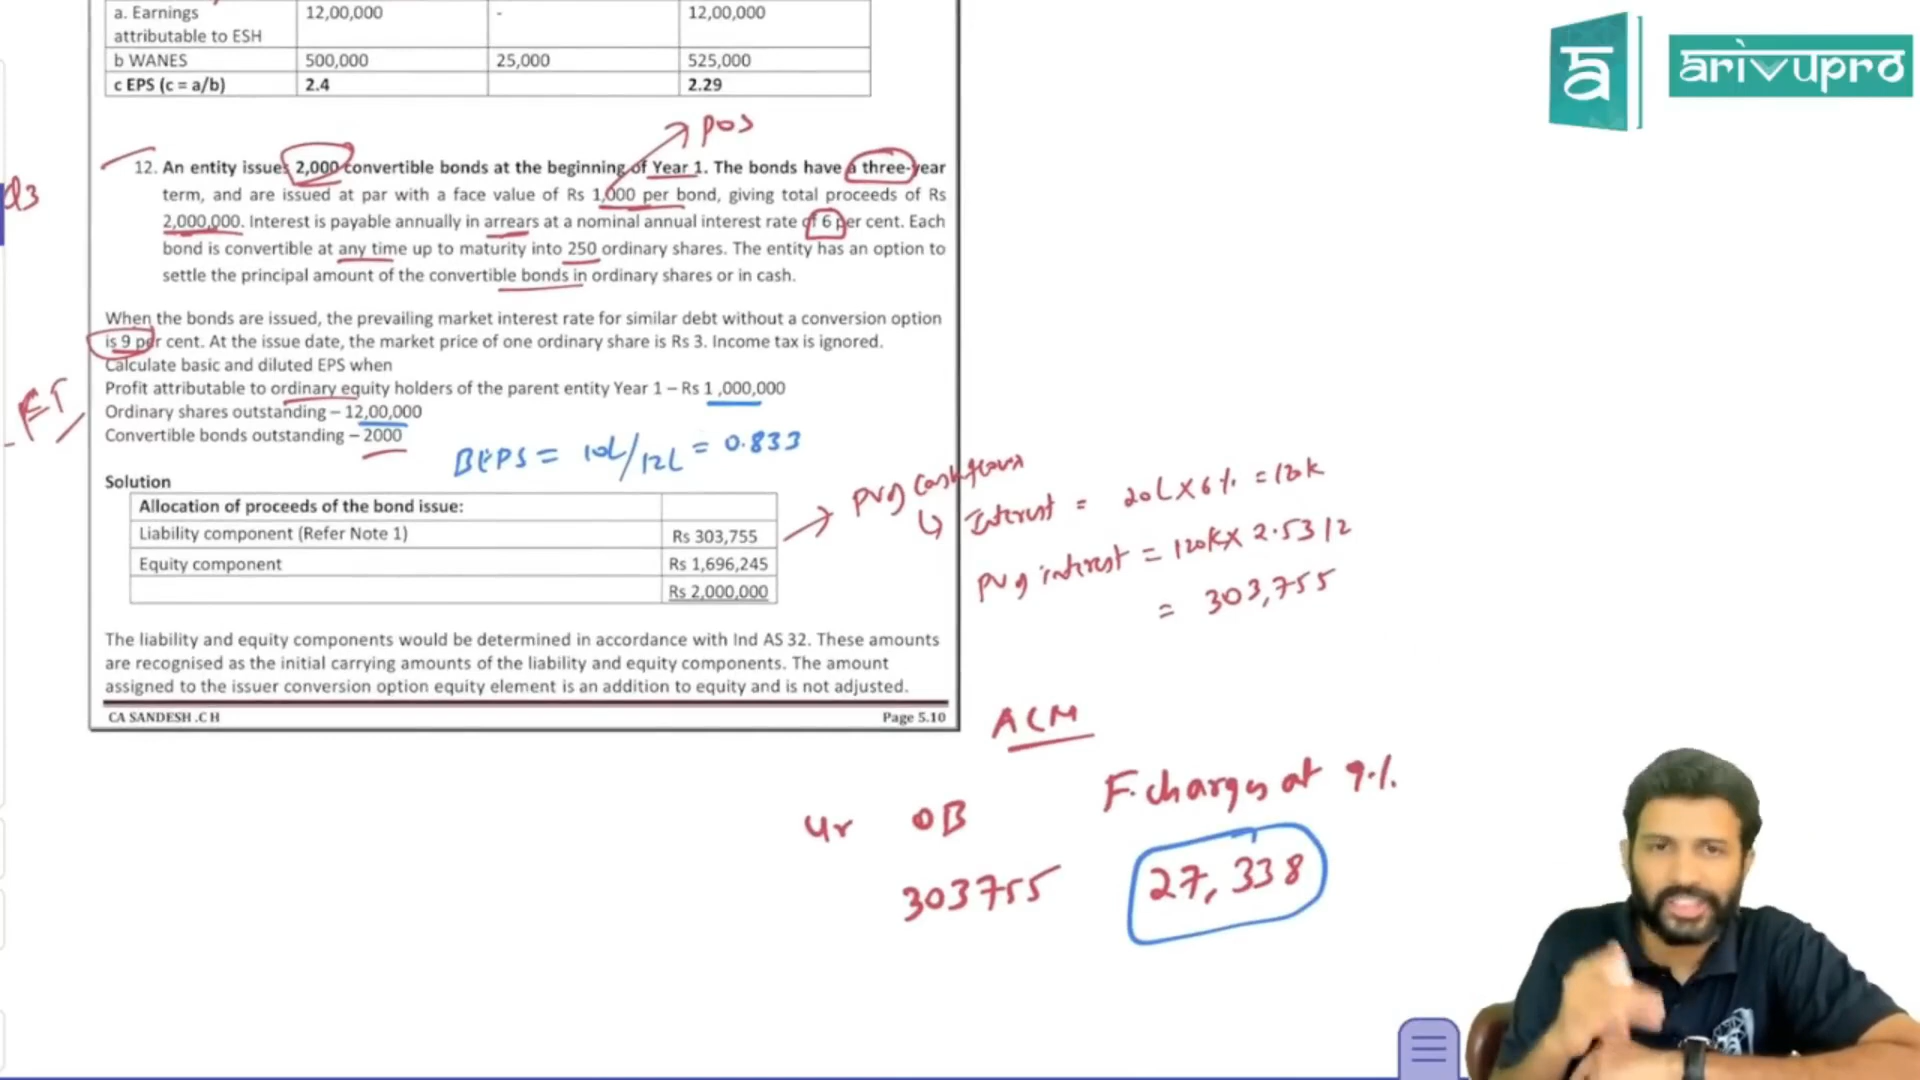 a. Earnings attributable to ESH 12,00,000 - 12,00,000
b WANES 500,000 25,000 525,000
c EPS (c = a/b) 2.4 2.29
ā arivupro
pos
12. An entity issues 2,000 convertible bonds at the beginning of Year 1. The bonds have a three-year
term, and are issued at par with a face value of Rs 1,000 per bond, giving total proceeds of Rs
2,000,000. Interest is payable annually in arrears at a nominal annual interest rate of 6 per cent. Each
bond is convertible at any time up to maturity into 250 ordinary shares. The entity has an option to
settle the principal amount of the convertible bonds in ordinary shares or in cash.
When the bonds are issued, the prevailing market interest rate for similar debt without a conversion option
is 9 per cent. At the issue date, the market price of one ordinary share is Rs 3. Income tax is ignored.
Calculate basic and diluted EPS when
Profit attributable to ordinary equity holders of the parent entity Year 1 – Rs 1 ,000,000
Ordinary shares outstanding – 12,00,000
Convertible bonds outstanding – 2000
BEPS = 10L/12L = 0.833
Solution
Allocation of proceeds of the bond issue:
Liability component (Refer Note 1) Rs 303,755
Equity component Rs 1,696,245
Rs 2,000,000
PV of cashflows
Interest = 20L X 6% = 120K
PV of interest = 120K X 2.5312
= 303,755
The liability and equity components would be determined in accordance with Ind AS 32. These amounts
are recognised as the initial carrying amounts of the liability and equity components. The amount
assigned to the issuer conversion option equity element is an addition to equity and is not adjusted.
CA SANDESH .C H Page 5.10
ACM
Yr OB F. charges at 9%
303755 27,338